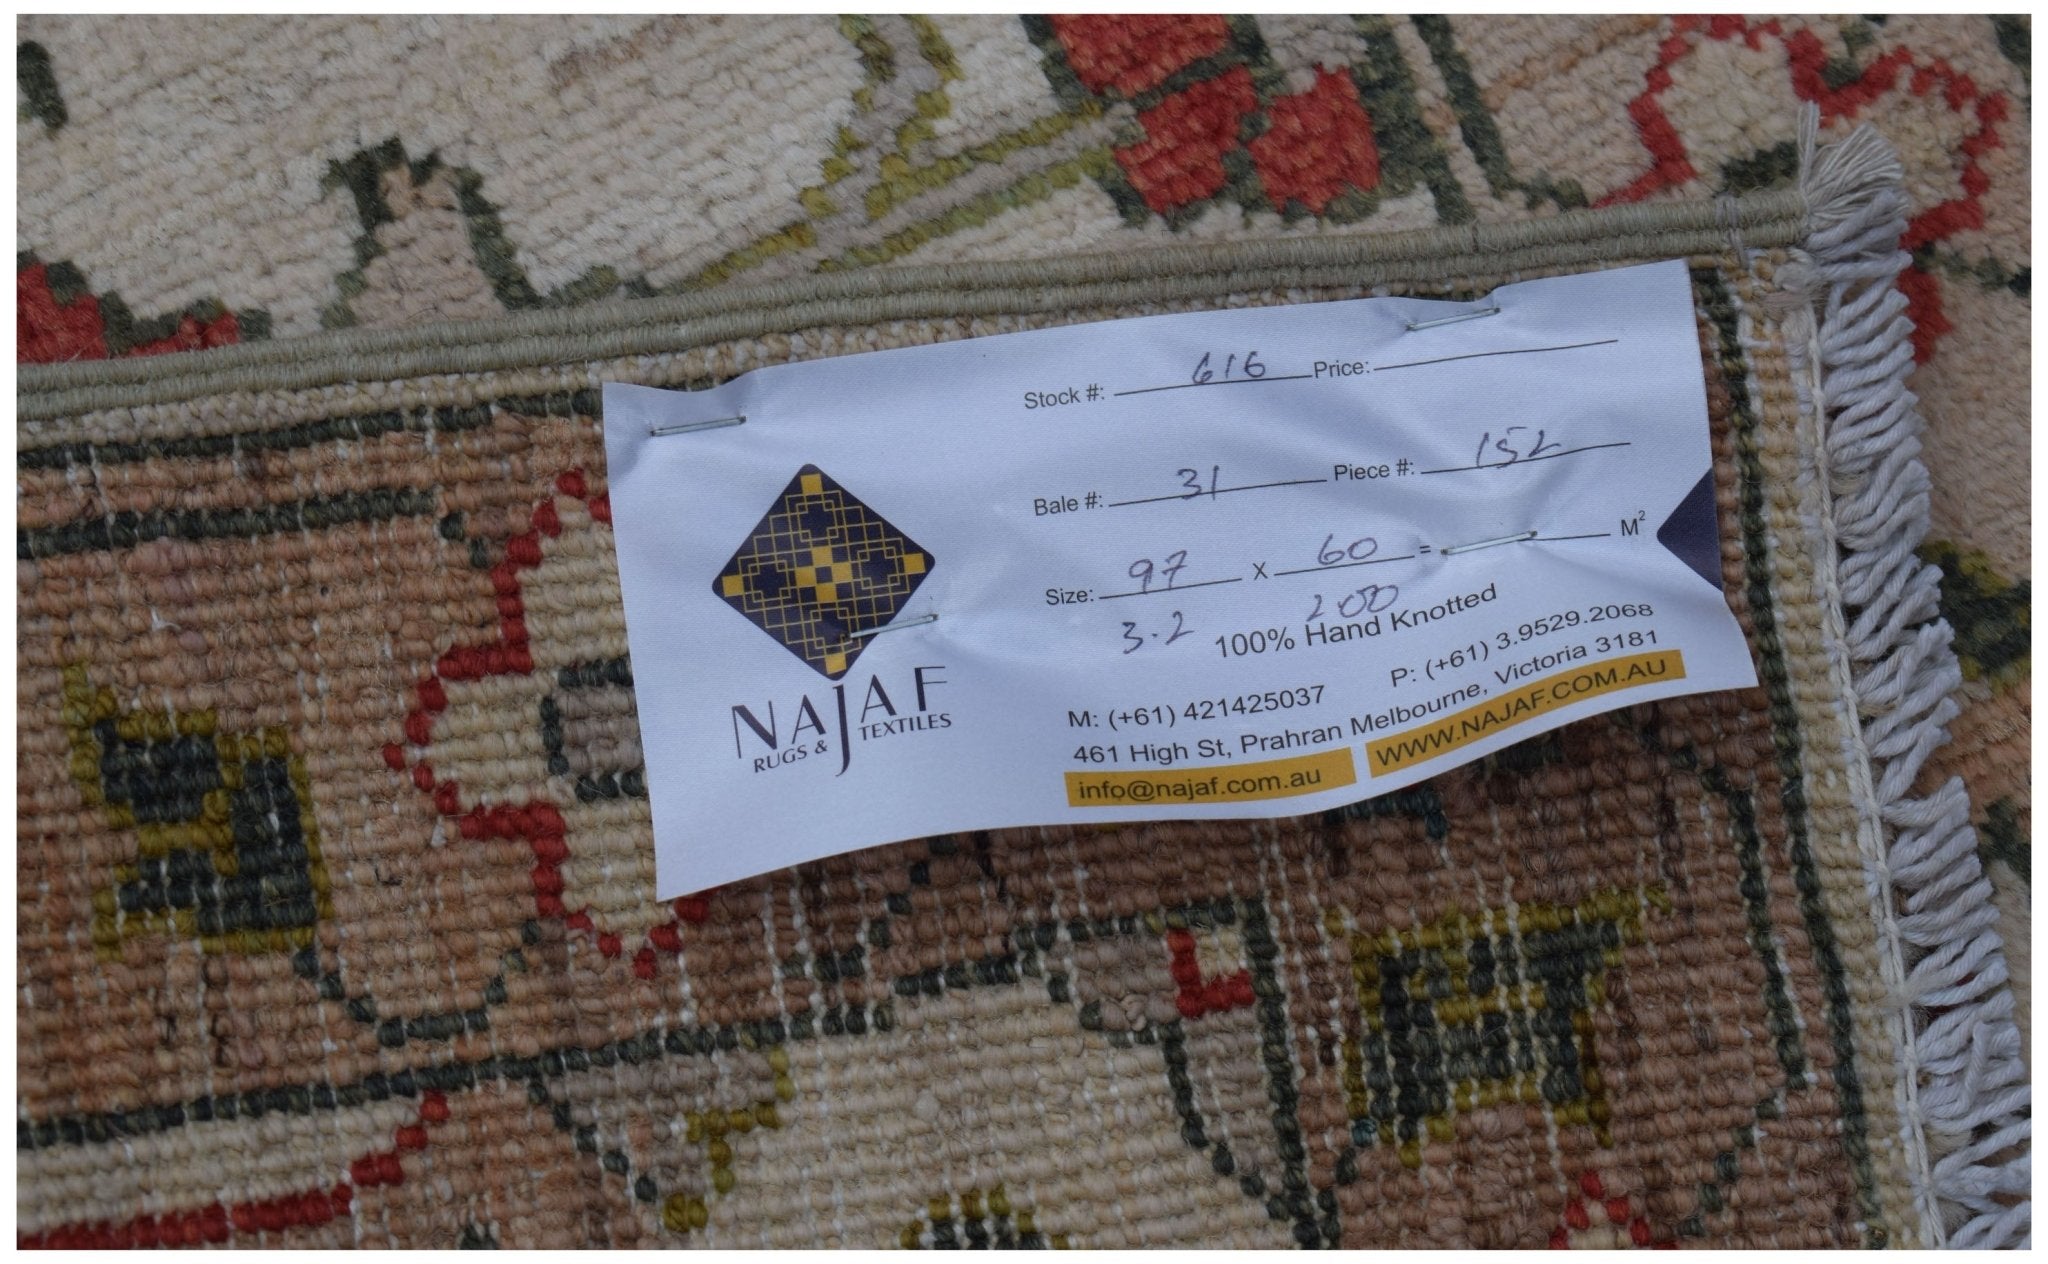 Stock #: 616 Price:
Bale #: 31 Piece #: 152
Size: 97 x 60 = M²
3.2 200
100% Hand Knotted
NAJAF
RUGS & TEXTILES
M: (+61) 421425037 P: (+61) 3.9529.2068
461 High St, Prahran Melbourne, Victoria 3181
info@najaf.com.au WWW.NAJAF.COM.AU